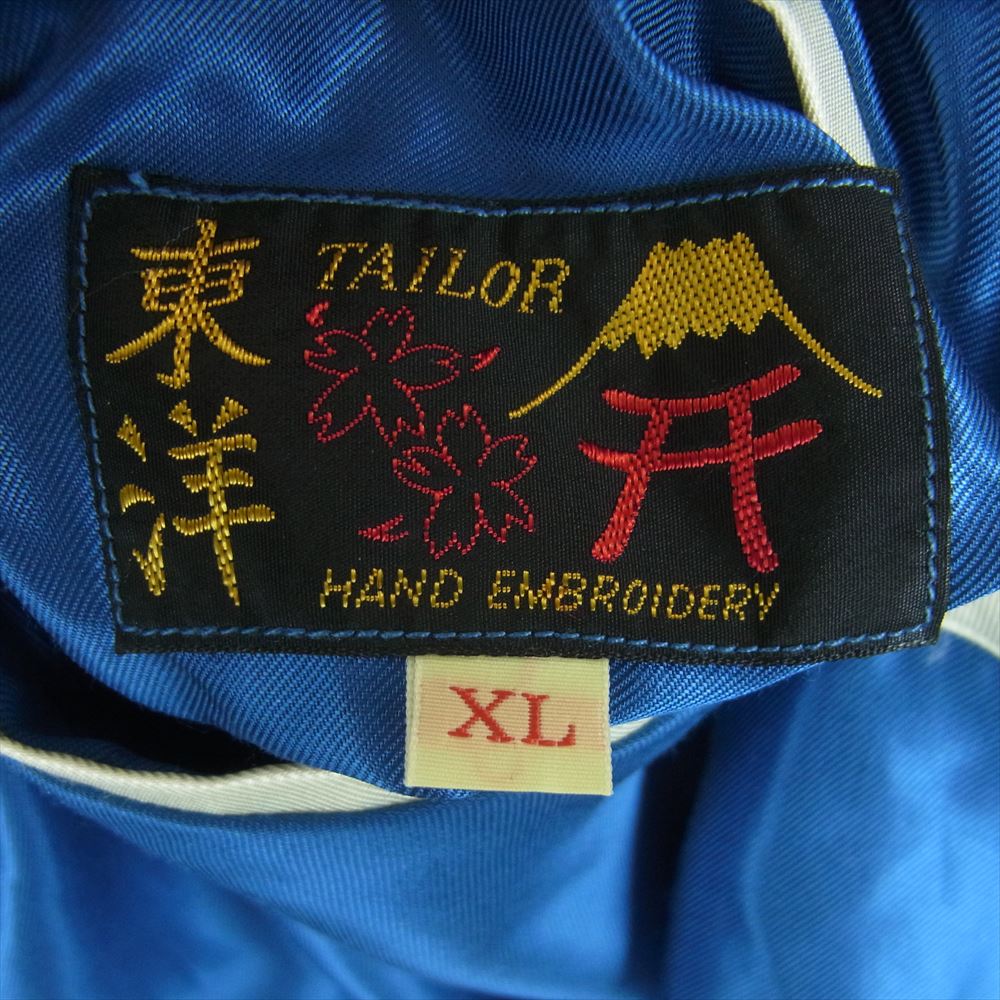 東洋
TAILOR
HAND EMBROIDERY
XL